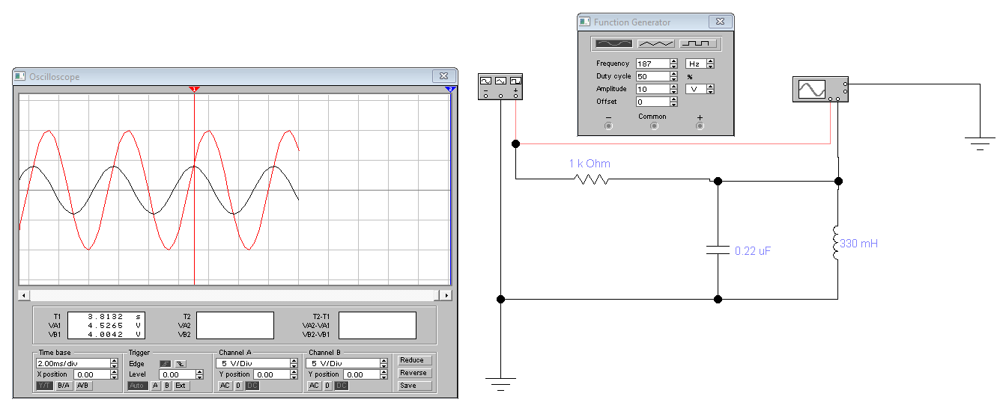 Function Generator
Frequency 187 Hz
Duty cycle 50 %
Amplitude 10 V
Offset 0
− Common +
Oscilloscope
1 2
T1 3.8132 s
VA1 4.5265 V
VB1 4.0042 V
T2
VA2
VB2
T2-T1
VA2-VA1
VB2-VB1
Time base
2.00ms/div
X position 0.00
Y/T B/A A/B
Trigger
Edge
Level 0.00
Auto A B Ext
Channel A
5 V/Div
Y position 0.00
AC 0 DC
Channel B
5 V/Div
Y position 0.00
AC 0 DC
Reduce
Reverse
Save
− +
1 k Ohm
0.22 uF
330 mH